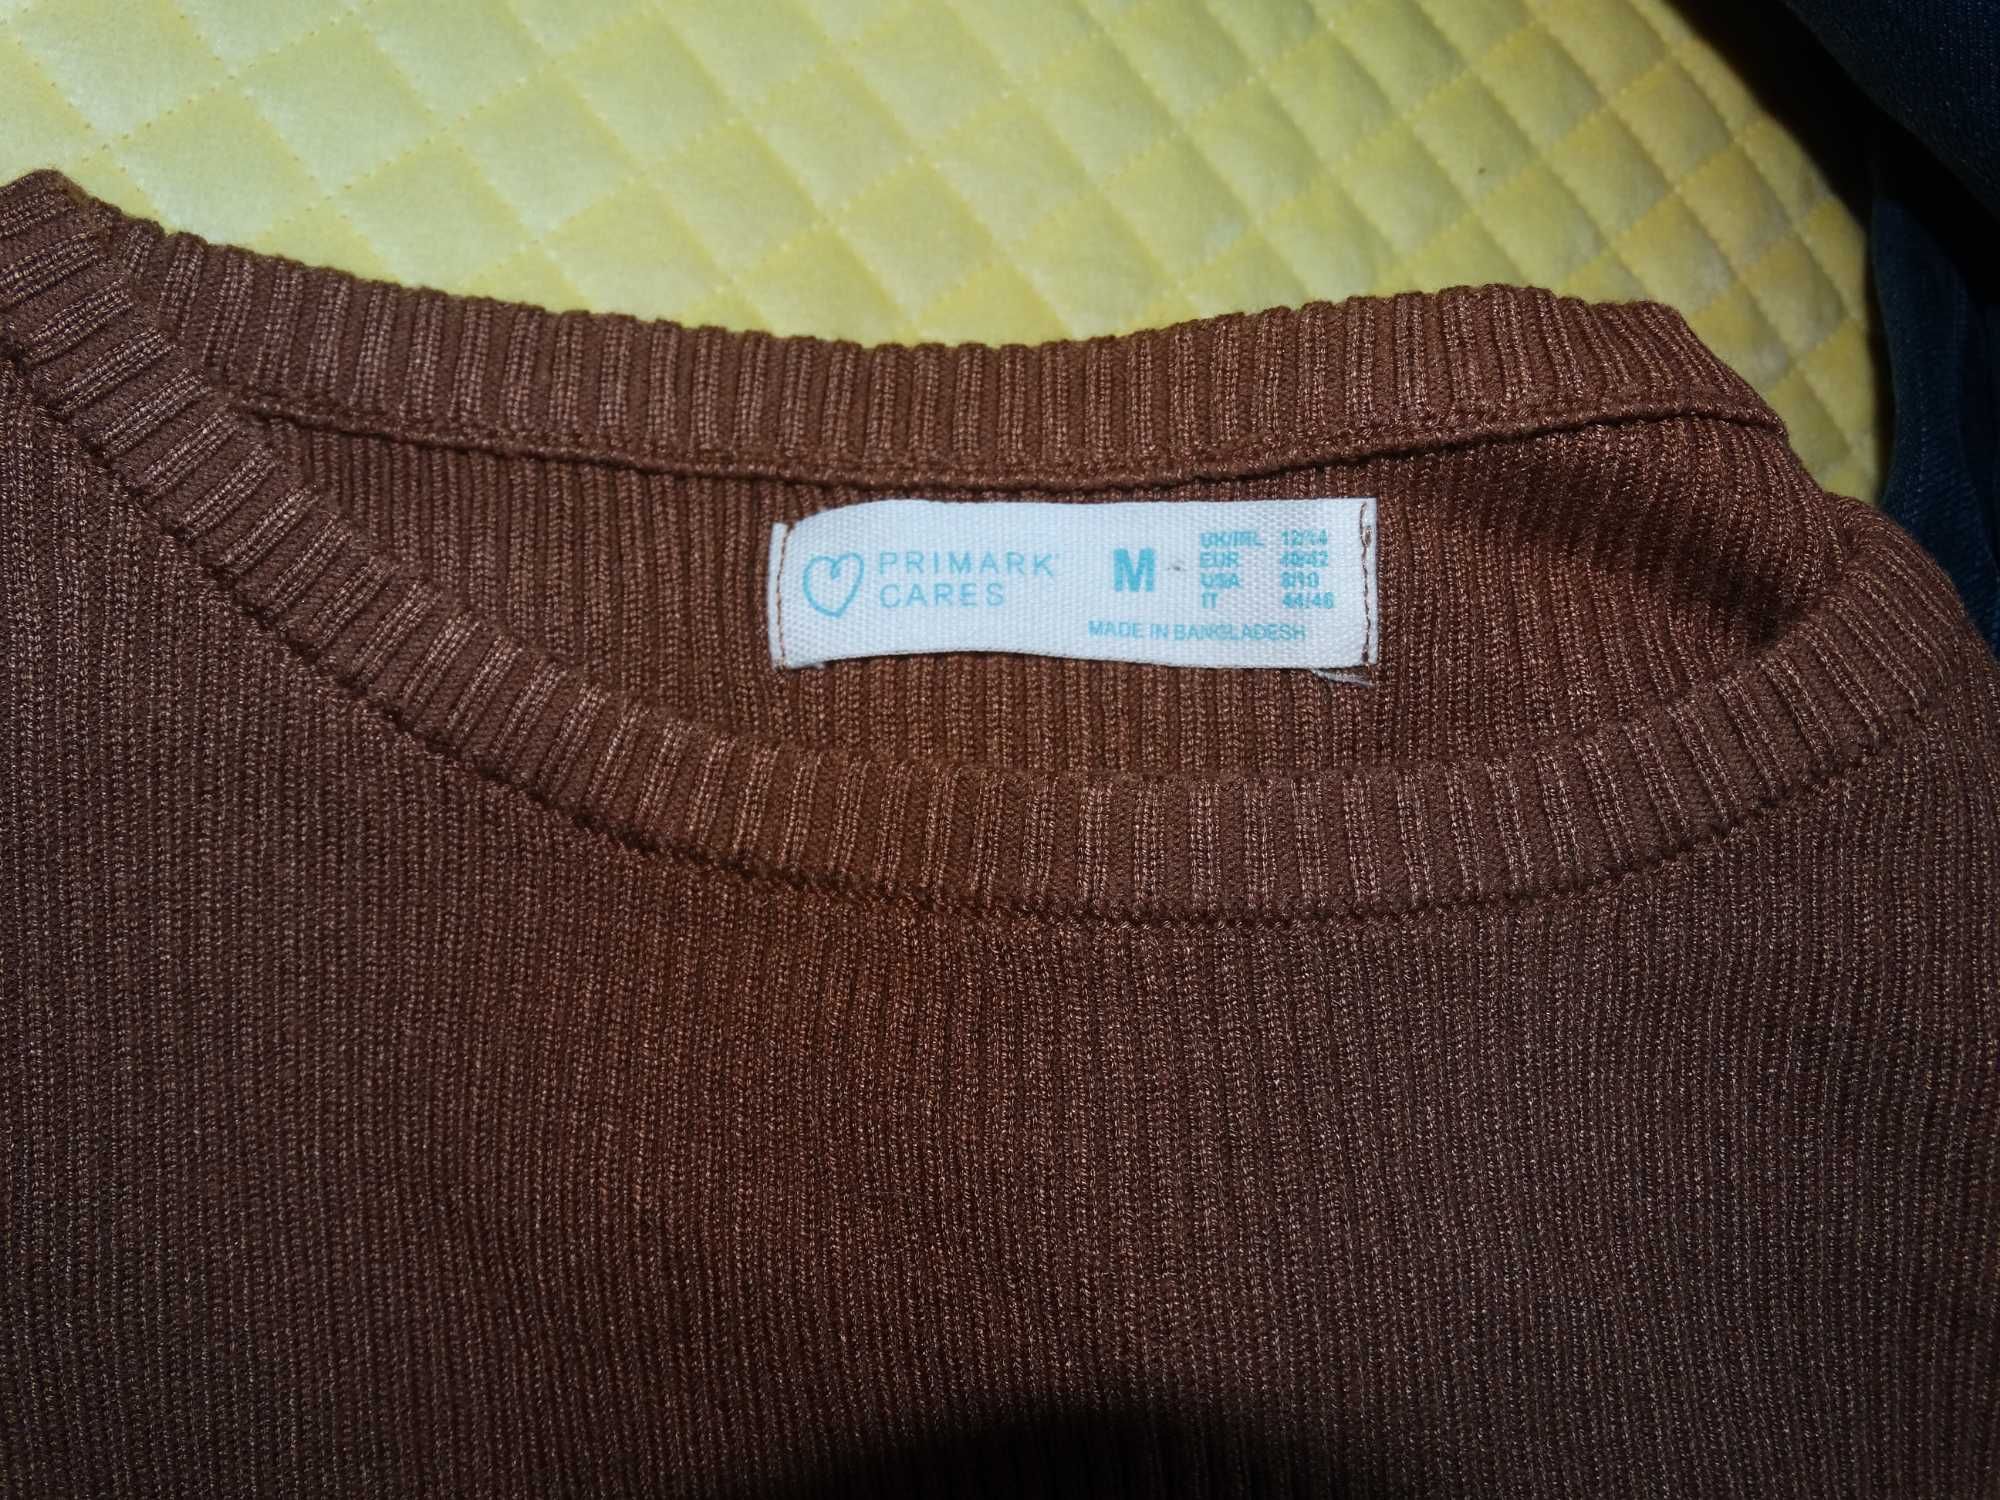 PRIMARK
CARES
M
UK/IRL 12/14
EUR 40/42
USA 8/10
IT 44/46
MADE IN BANGLADESH